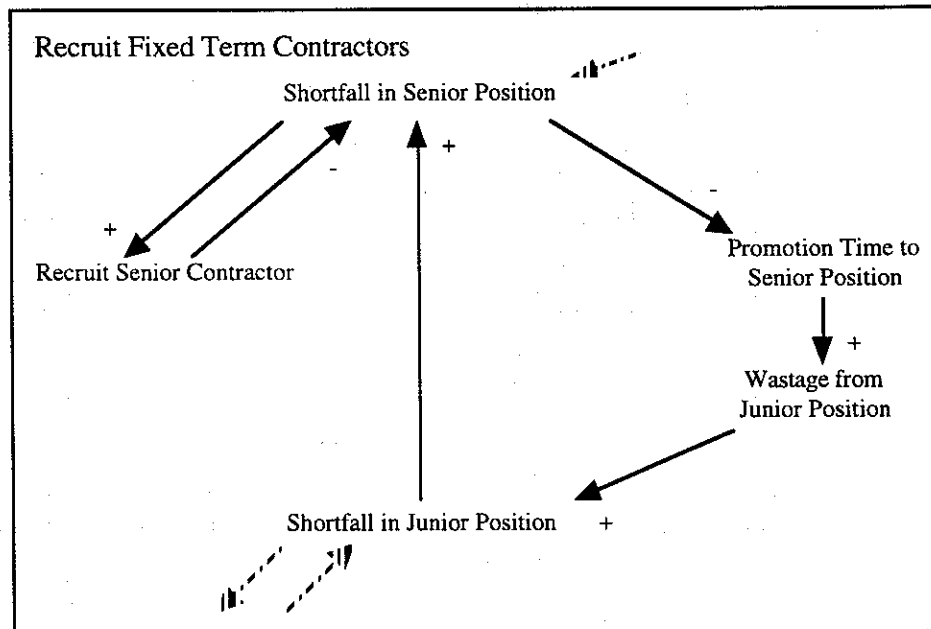 Recruit Fixed Term Contractors
Shortfall in Senior Position
+
-
-
+
Recruit Senior Contractor
Promotion Time to
Senior Position
+
Wastage from
Junior Position
Shortfall in Junior Position +